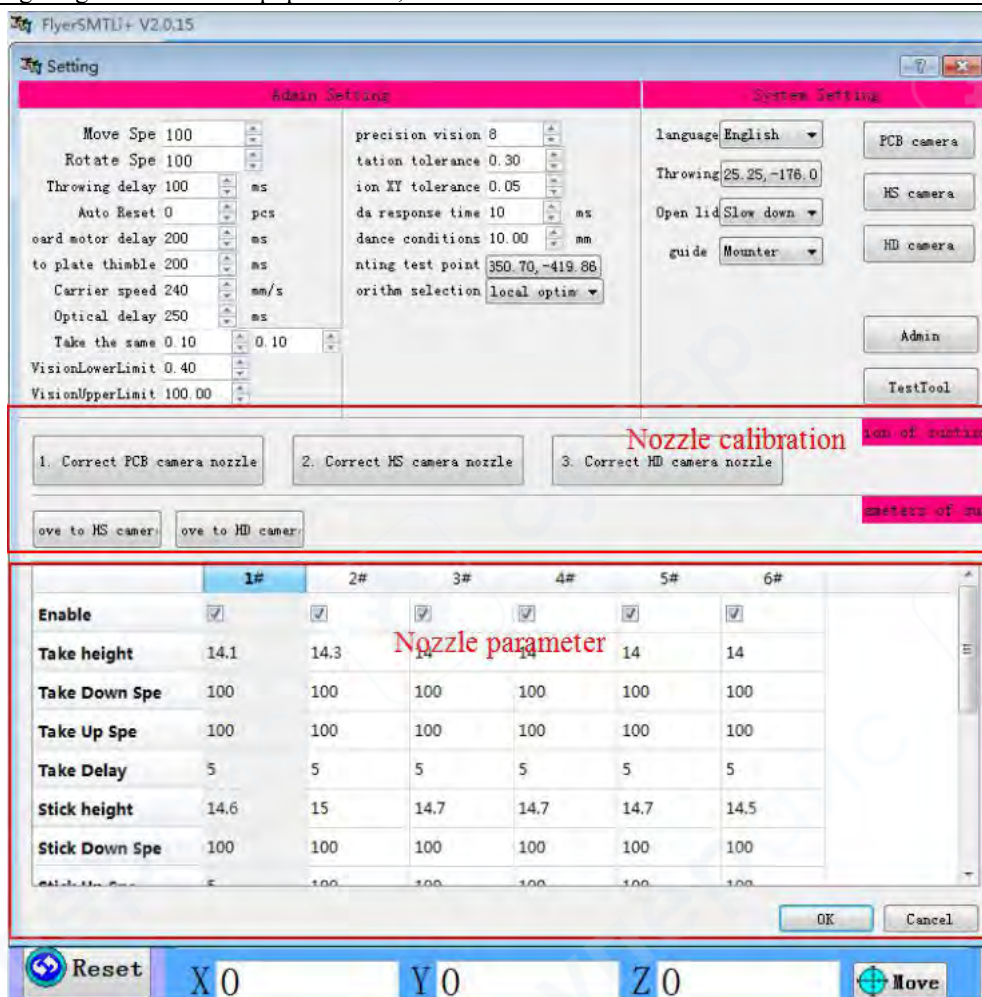 FlyerSMTLi+ V2.0.15
Setting
Admin Setting System Setting
Move Spe 100 precision vision 8 language English PCB camera
Rotate Spe 100 tation tolerance 0.30
Throwing delay 100 ms ion XY tolerance 0.05 Throwing 25.25,-176.0 HS camera
Auto Reset 0 pcs da response time 10 ms Open lid Slow down
oard motor delay 200 ms dance conditions 10.00 mm guide Mounter HD camera
to plate thimble 200 ms nting test point 350.70,-419.86
Carrier speed 240 mm/s orithm selection local optim
Optical delay 250 ms
Take the same 0.10 0.10 Admin
VisionLowerLimit 0.40
VisionUpperLimit 100.00 TestTool
Nozzle calibration
1. Correct PCB camera nozzle 2. Correct HS camera nozzle 3. Correct HD camera nozzle
ameters of su
ove to HS camer ove to HD camer
1# 2# 3# 4# 5# 6#
Enable
Nozzle parameter
Take height 14.1 14.3 14 14 14 14
Take Down Spe 100 100 100 100 100 100
Take Up Spe 100 100 100 100 100 100
Take Delay 5 5 5 5 5 5
Stick height 14.6 15 14.7 14.7 14.7 14.5
Stick Down Spe 100 100 100 100 100 100
OK Cancel
Reset X 0 Y 0 Z 0 Move